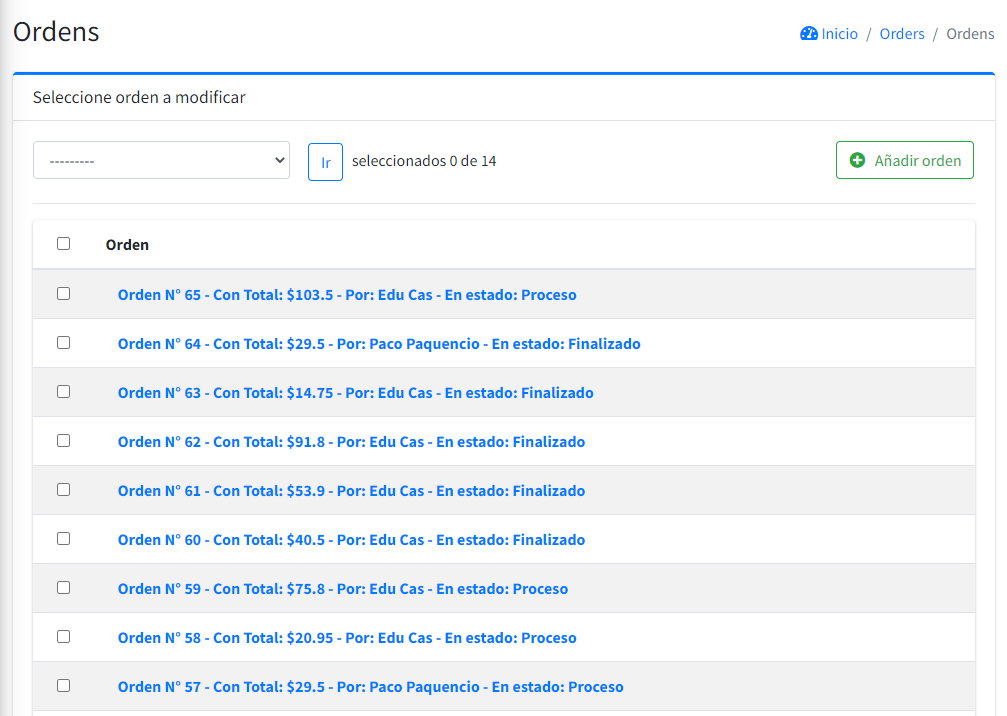 Ordens
Inicio / Orders / Ordens
Seleccione orden a modificar
---------
Ir
seleccionados 0 de 14
Añadir orden
Orden
Orden N° 65 - Con Total: $103.5 - Por: Edu Cas - En estado: Proceso
Orden N° 64 - Con Total: $29.5 - Por: Paco Paquencio - En estado: Finalizado
Orden N° 63 - Con Total: $14.75 - Por: Edu Cas - En estado: Finalizado
Orden N° 62 - Con Total: $91.8 - Por: Edu Cas - En estado: Finalizado
Orden N° 61 - Con Total: $53.9 - Por: Edu Cas - En estado: Finalizado
Orden N° 60 - Con Total: $40.5 - Por: Edu Cas - En estado: Finalizado
Orden N° 59 - Con Total: $75.8 - Por: Edu Cas - En estado: Proceso
Orden N° 58 - Con Total: $20.95 - Por: Edu Cas - En estado: Proceso
Orden N° 57 - Con Total: $29.5 - Por: Paco Paquencio - En estado: Proceso